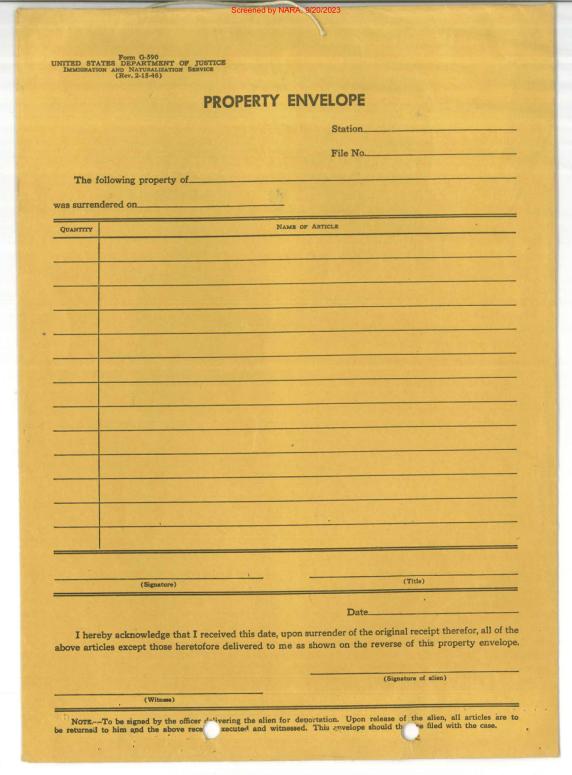 Screened by NARA, 9/20/2023
Form G-590
UNITED STATES DEPARTMENT OF JUSTICE
IMMIGRATION AND NATURALIZATION SERVICE
(Rev. 2-15-46)
PROPERTY ENVELOPE
Station
File No.
The following property of
was surrendered on
QUANTITY NAME OF ARTICLE
(Signature) (Title)
Date
I hereby acknowledge that I received this date, upon surrender of the original receipt therefor, all of the
above articles except those heretofore delivered to me as shown on the reverse of this property envelope.
(Signature of alien)
(Witness)
NOTE.—To be signed by the officer delivering the alien for deportation. Upon release of the alien, all articles are to
be returned to him and the above rece xecuted and witnessed. This envelope should th e filed with the case.